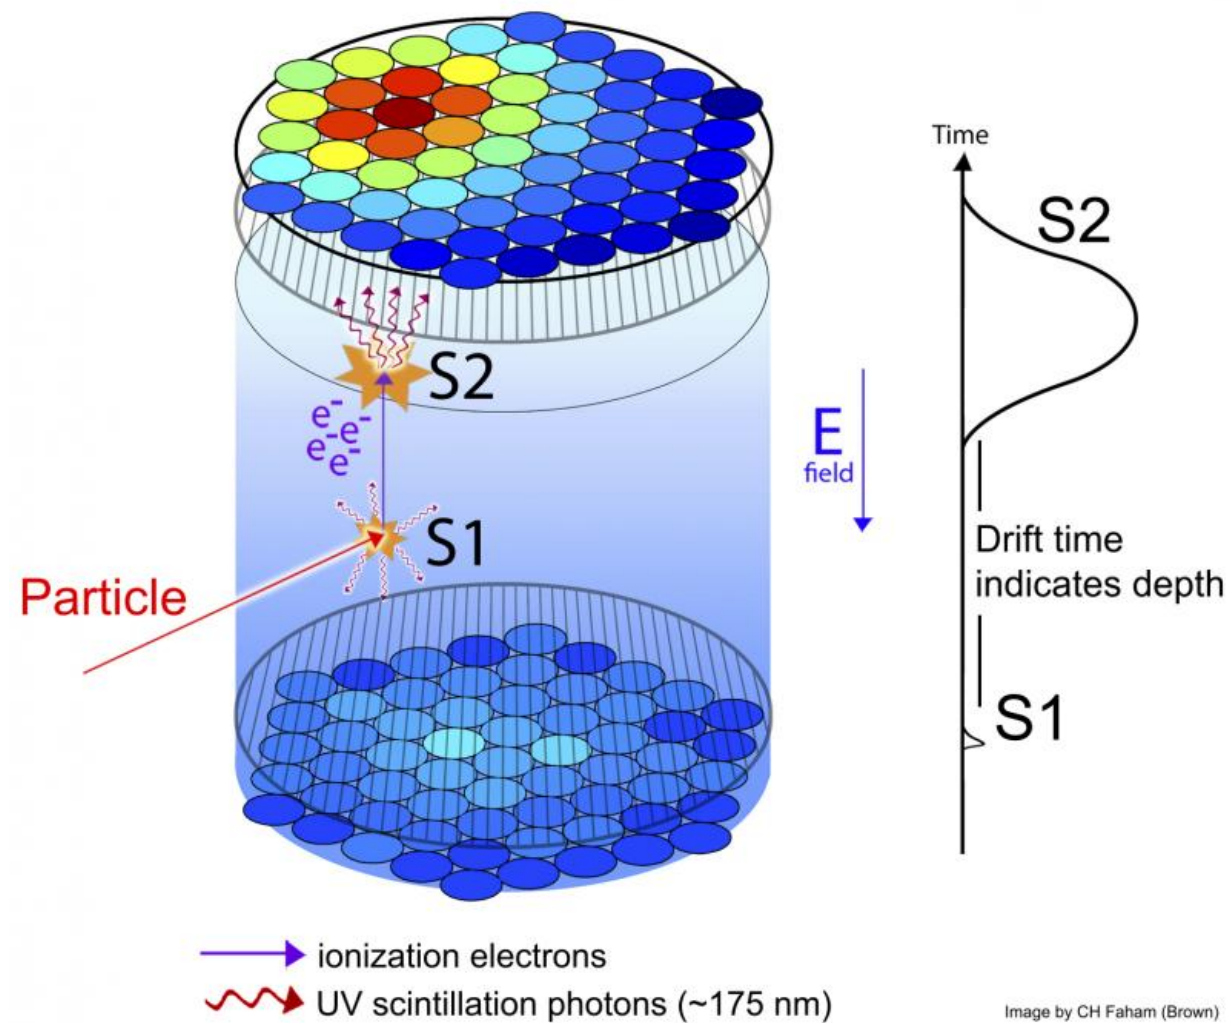 Time
S2
S2
e⁻
e⁻
e⁻
e⁻
E
field
S1
Drift time
indicates depth
Particle
S1
ionization electrons
UV scintillation photons (~175 nm)
Image by CH Faham (Brown)